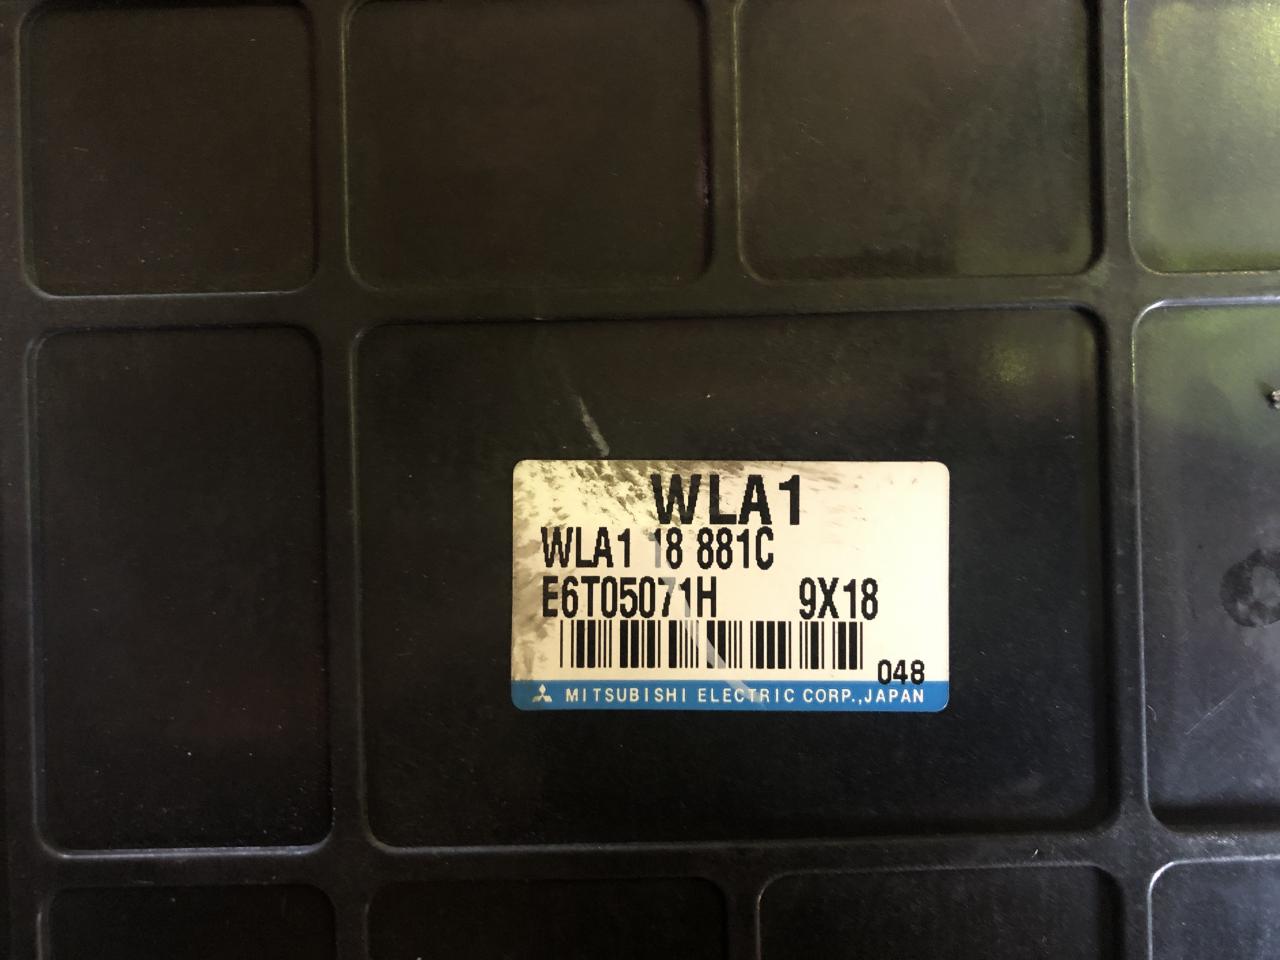 WLA1
WLA1 18 881C
E6T05071H 9X18
048
MITSUBISHI ELECTRIC CORP.,JAPAN